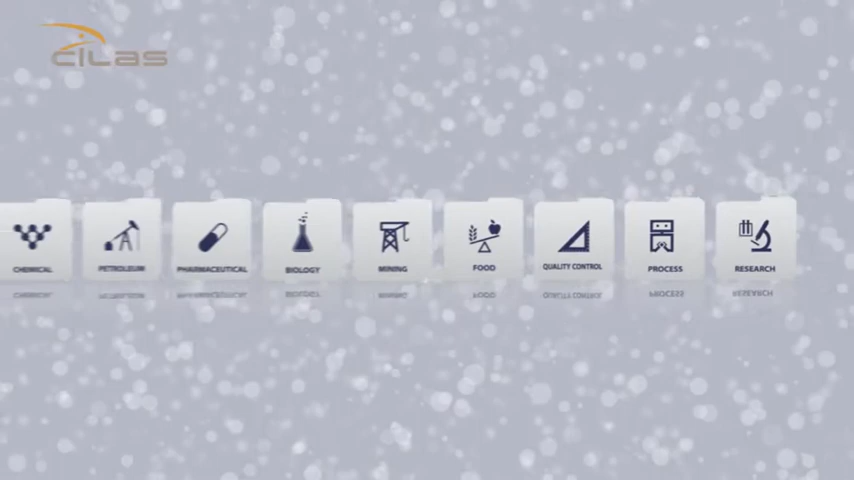 cilas
CHEMICAL
PETROLEUM
PHARMACEUTICAL
BIOLOGY
MINING
FOOD
QUALITY CONTROL
PROCESS
RESEARCH